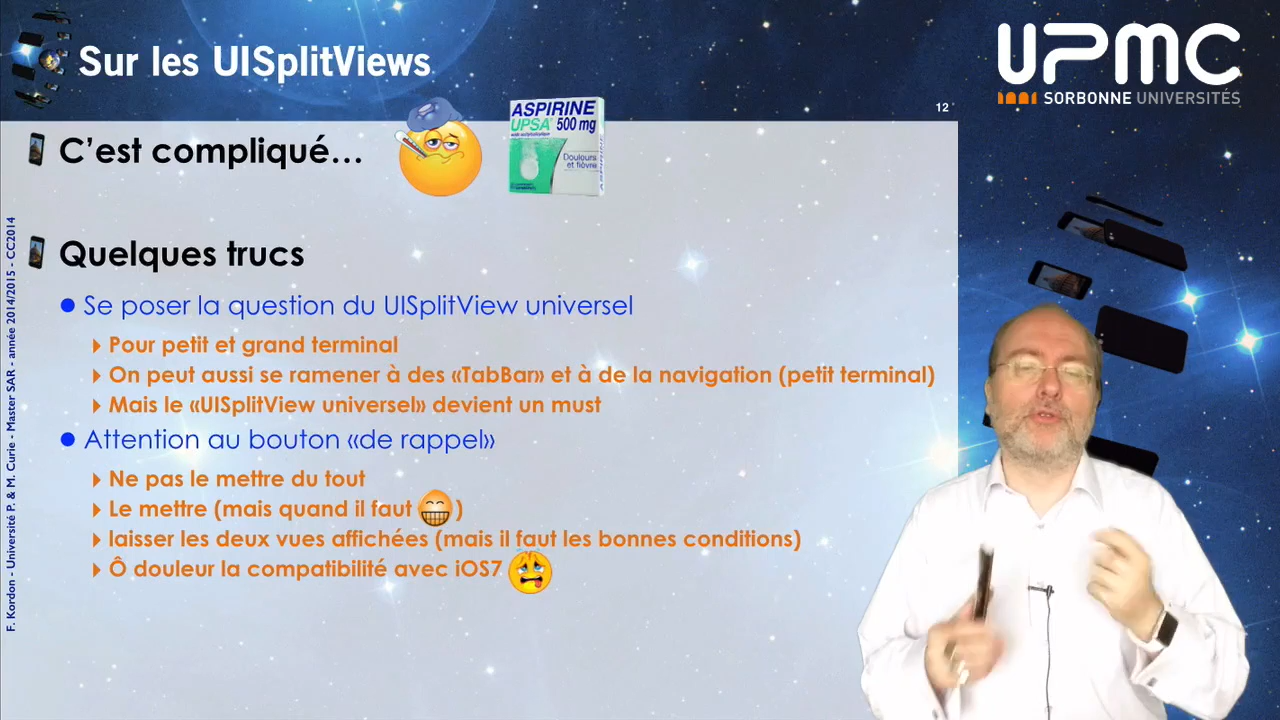 Sur les UISplitViews
UPMC
SORBONNE UNIVERSITÉS
12
C’est compliqué…
ASPIRINE
UPSA 500 mg
Douleurs
et fièvre
Quelques trucs
Se poser la question du UISplitView universel
Pour petit et grand terminal
On peut aussi se ramener à des «TabBar» et à de la navigation (petit terminal)
Mais le «UISplitView universel» devient un must
Attention au bouton «de rappel»
Ne pas le mettre du tout
Le mettre (mais quand il faut )
laisser les deux vues affichées (mais il faut les bonnes conditions)
Ô douleur la compatibilité avec iOS7
F. Kordon - Université P. & M. Curie - Master SAR - année 2014/2015 - CC2014